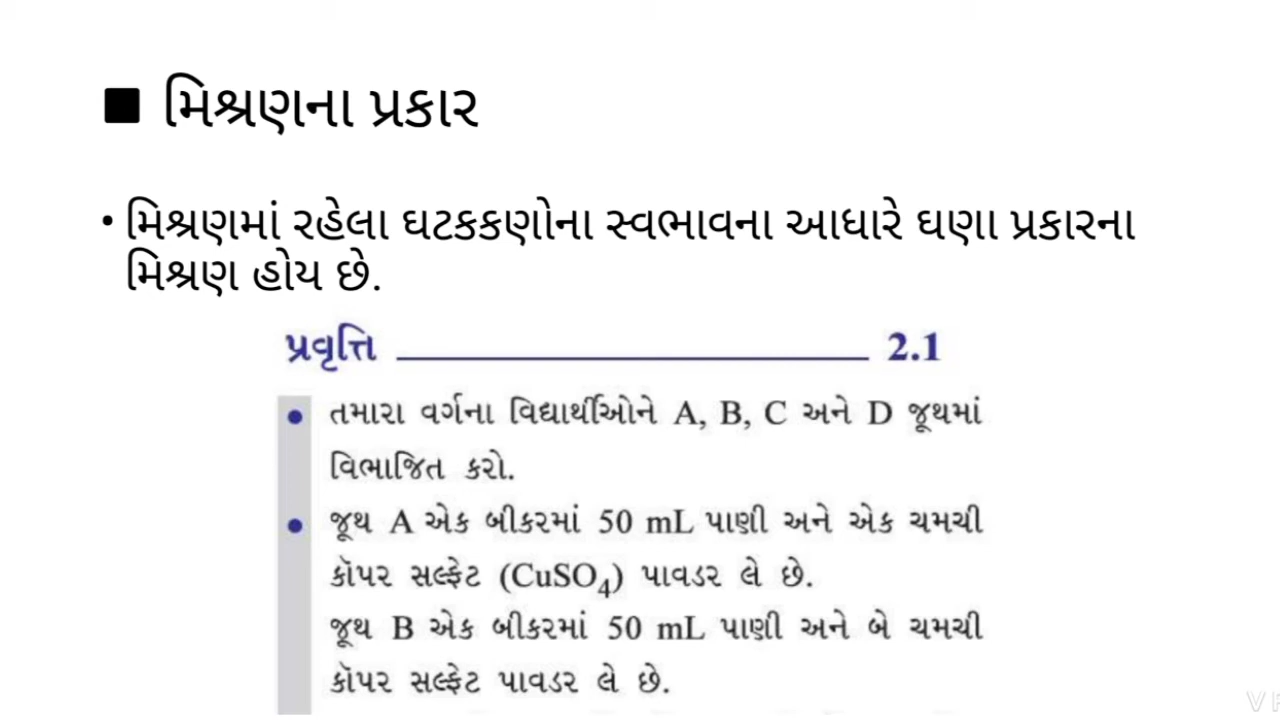 ■ મિશ્રણના પ્રકાર
• મિશ્રણમાં રહેલા ઘટકકણોના સ્વભાવના આધારે ઘણા પ્રકારના
મિશ્રણ હોય છે.
પ્રવૃત્તિ 2.1
• તમારા વર્ગના વિદ્યાર્થીઓને A, B, C અને D જૂથમાં
વિભાજિત કરો.
• જૂથ A એક બીકરમાં 50 mL પાણી અને એક ચમચી
કૉપર સલ્ફેટ (CuSO₄) પાવડર લે છે.
જૂથ B એક બીકરમાં 50 mL પાણી અને બે ચમચી
કૉપર સલ્ફેટ પાવડર લે છે.